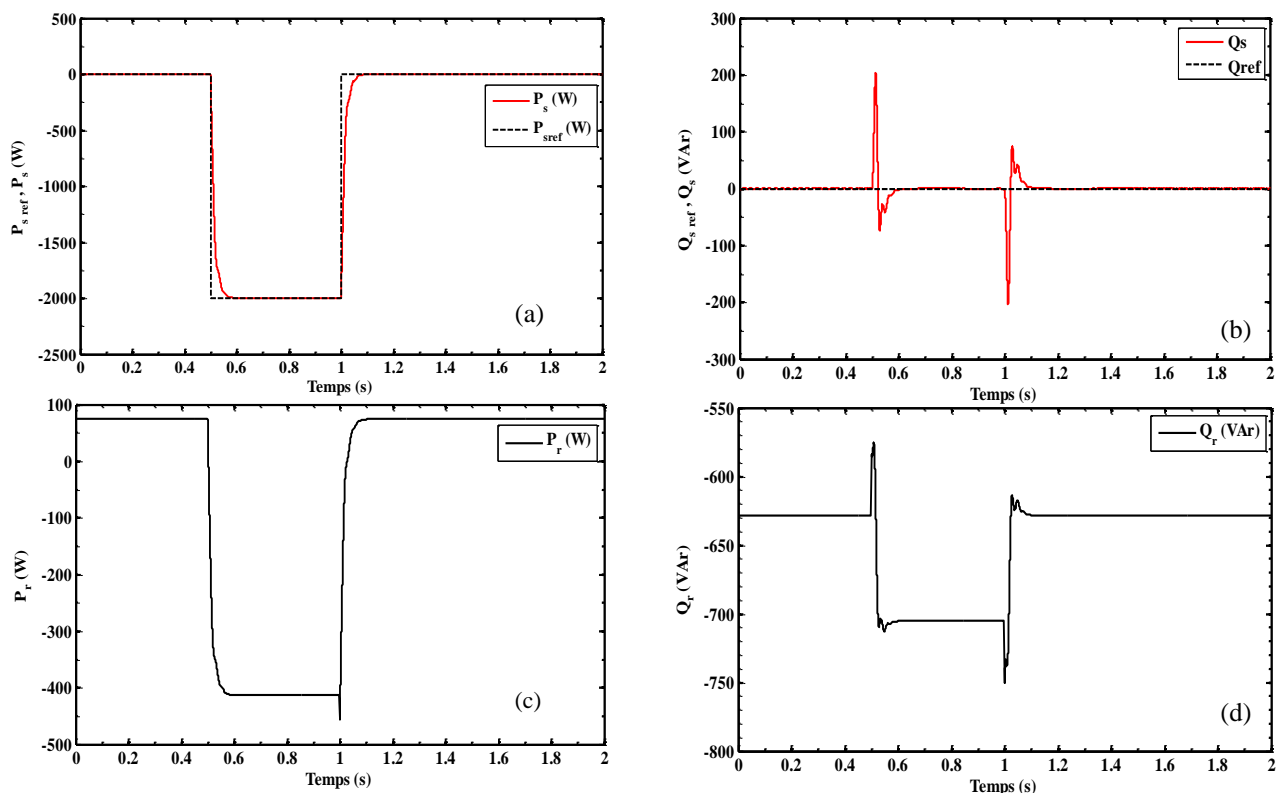 500
0
-500
-1000
-1500
-2000
-2500
P_s ref , P_s (W)
P_s (W)
P_sref (W)
(a)
0 0.2 0.4 0.6 0.8 1 1.2 1.4 1.6 1.8 2
Temps (s)
300
200
100
0
-100
-200
-300
Q_s ref , Q_s (VAr)
Qs
Qref
(b)
0 0.2 0.4 0.6 0.8 1 1.2 1.4 1.6 1.8 2
Temps (s)
100
0
-100
-200
-300
-400
-500
P_r (W)
P_r (W)
(c)
0 0.2 0.4 0.6 0.8 1 1.2 1.4 1.6 1.8 2
Temps (s)
-550
-600
-650
-700
-750
-800
Q_r (VAr)
Q_r (VAr)
(d)
0 0.2 0.4 0.6 0.8 1 1.2 1.4 1.6 1.8 2
Temps (s)